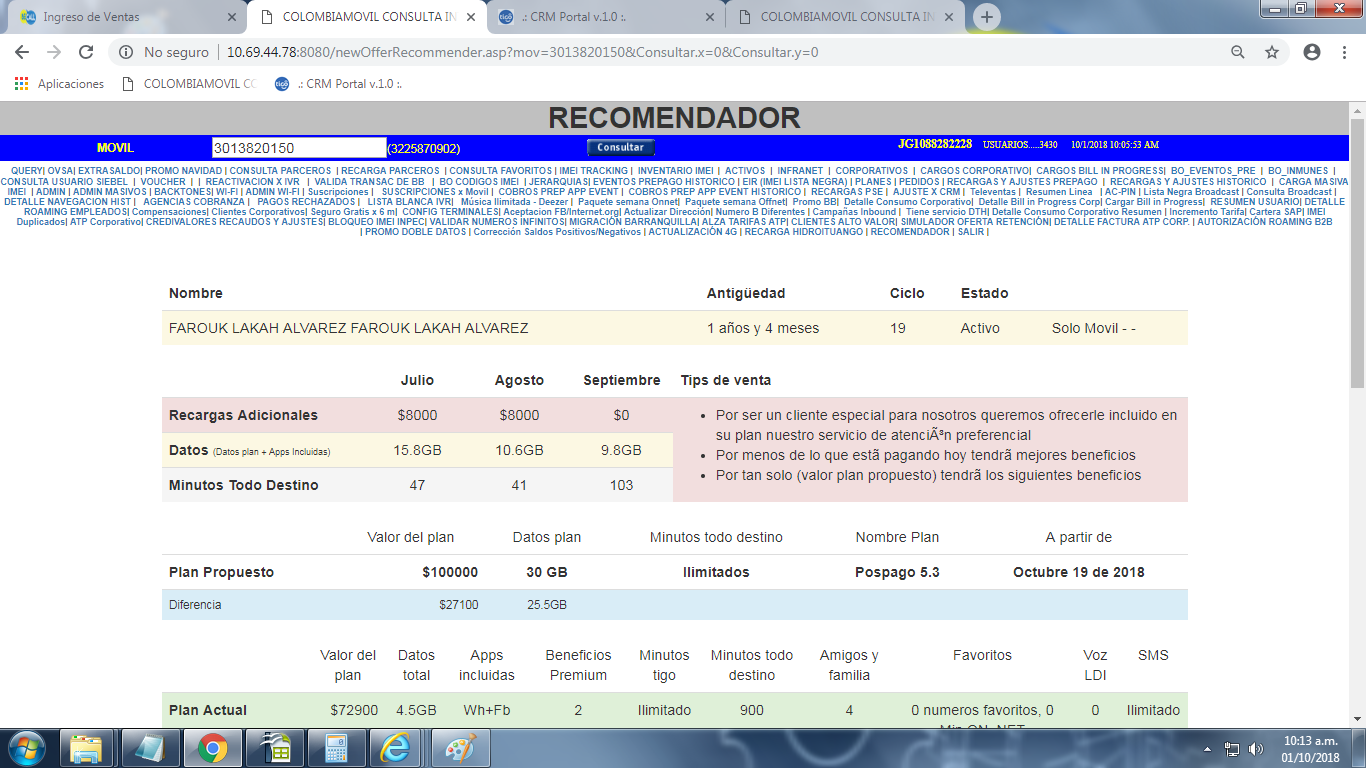 Ingreso de Ventas
COLOMBIAMOVIL CONSULTA IN
.: CRM Portal v.1.0 :.
COLOMBIAMOVIL CONSULTA IN
No seguro
10.69.44.78:8080/newOfferRecommender.asp?mov=3013820150&Consultar.x=0&Consultar.y=0
Aplicaciones
COLOMBIAMOVIL CO
.: CRM Portal v.1.0 :.
RECOMENDADOR
MOVIL 3013820150 (3225870902) Consultar JG1088282228 USUARIOS.....3430 10/1/2018 10:05:53 AM
QUERY| OVSA| EXTRASALDO| PROMO NAVIDAD | CONSULTA PARCEROS | RECARGA PARCEROS | CONSULTA FAVORITOS | IMEI TRACKING | INVENTARIO IMEI | ACTIVOS | INFRANET | CORPORATIVOS | CARGOS CORPORATIVO| CARGOS BILL IN PROGRESS| BO_EVENTOS_PRE | BO_INMUNES |
CONSULTA USUARIO SIEBEL | VOUCHER | | REACTIVACION X IVR | VALIDA TRANSAC DE BB | BO CODIGOS IMEI | JERARQUIAS| EVENTOS PREPAGO HISTORICO | EIR (IMEI LISTA NEGRA) | PLANES | PEDIDOS | RECARGAS Y AJUSTES PREPAGO | RECARGAS Y AJUSTES HISTORICO | CARGA MASIVA
IMEI | ADMIN | ADMIN MASIVOS | BACKTONES| WI-FI | ADMIN WI-FI | Suscripciones | SUSCRIPCIONES x Movil | COBROS PREP APP EVENT | COBROS PREP APP EVENT HISTORICO | RECARGAS PSE | AJUSTE X CRM | Televentas | Resumen Linea | AC-PIN | Lista Negra Broadcast | Consulta Broadcast |
DETALLE NAVEGACION HIST | AGENCIAS COBRANZA | PAGOS RECHAZADOS | LISTA BLANCA IVR| Música Ilimitada - Deezer | Paquete semana Onnet| Paquete semana Offnet| Promo BB| Detalle Consumo Corporativo| Detalle Bill in Progress Corp| Cargar Bill in Progress| RESUMEN USUARIO| DETALLE
ROAMING EMPLEADOS| Compensaciones| Clientes Corporativos| Seguro Gratis x 6 m| CONFIG TERMINALES| Aceptacion FB/Internet.org| Actualizar Dirección| Numero B Diferentes | Campañas Inbound | Tiene servicio DTH| Detalle Consumo Corporativo Resumen | Incremento Tarifa| Cartera SAP| IMEI
Duplicados| ATP Corporativo| CREDIVALORES RECAUDOS Y AJUSTES| BLOQUEO IMEI INPEC| VALIDAR NUMEROS INFINITOS| MIGRACIÓN BARRANQUILLA| ALZA TARIFAS ATP| CLIENTES ALTO VALOR| SIMULADOR OFERTA RETENCIÓN| DETALLE FACTURA ATP CORP. | AUTORIZACIÓN ROAMING B2B
| PROMO DOBLE DATOS | Corrección Saldos Positivos/Negativos | ACTUALIZACIÓN 4G | RECARGA HIDROITUANGO | RECOMENDADOR | SALIR |
Nombre Antigüedad Ciclo Estado
FAROUK LAKAH ALVAREZ FAROUK LAKAH ALVAREZ 1 años y 4 meses 19 Activo Solo Movil - -
Julio Agosto Septiembre Tips de venta
Recargas Adicionales $8000 $8000 $0
Datos (Datos plan + Apps Incluidas) 15.8GB 10.6GB 9.8GB
Minutos Todo Destino 47 41 103
• Por ser un cliente especial para nosotros queremos ofrecerle incluido en
su plan nuestro servicio de atenciÃ³n preferencial
• Por menos de lo que estã pagando hoy tendrã mejores beneficios
• Por tan solo (valor plan propuesto) tendrã los siguientes beneficios
Valor del plan Datos plan Minutos todo destino Nombre Plan A partir de
Plan Propuesto $100000 30 GB Ilimitados Pospago 5.3 Octubre 19 de 2018
Diferencia $27100 25.5GB
Valor del Datos Apps Beneficios Minutos Minutos todo Amigos y Favoritos Voz SMS
plan total incluidas Premium tigo destino familia LDI
Plan Actual $72900 4.5GB Wh+Fb 2 Ilimitado 900 4 0 numeros favoritos, 0 0 Ilimitado
10:13 a.m.
01/10/2018